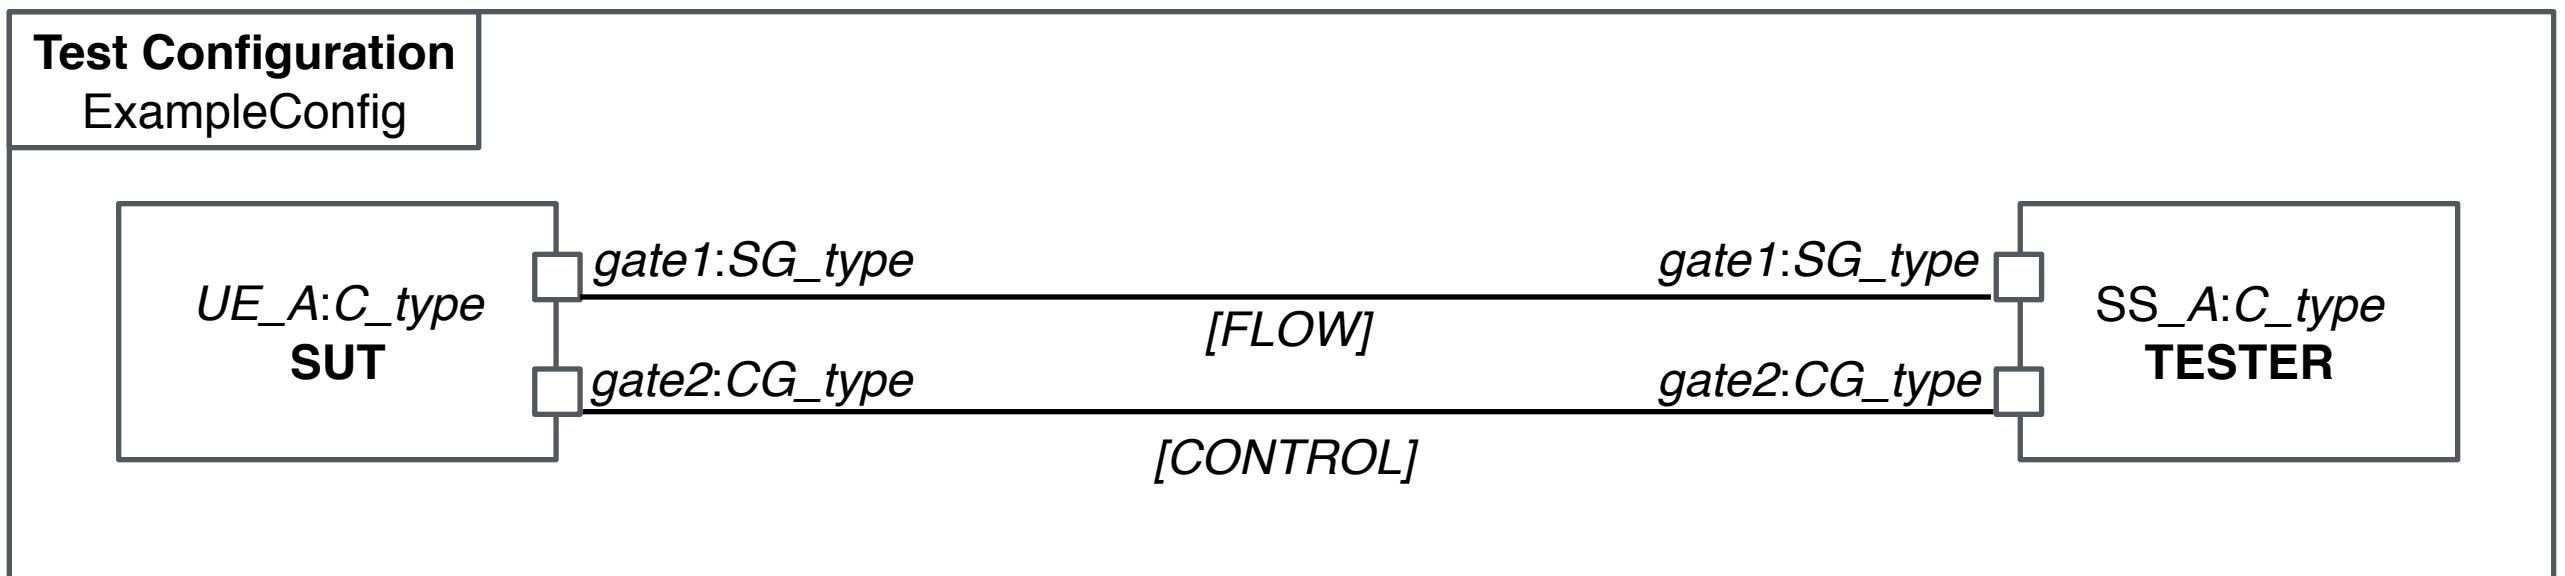 Test Configuration
ExampleConfig
gate1:SG_type
gate1:SG_type
UE_A:C_type
SUT
[FLOW]
SS_A:C_type
TESTER
gate2:CG_type
gate2:CG_type
[CONTROL]